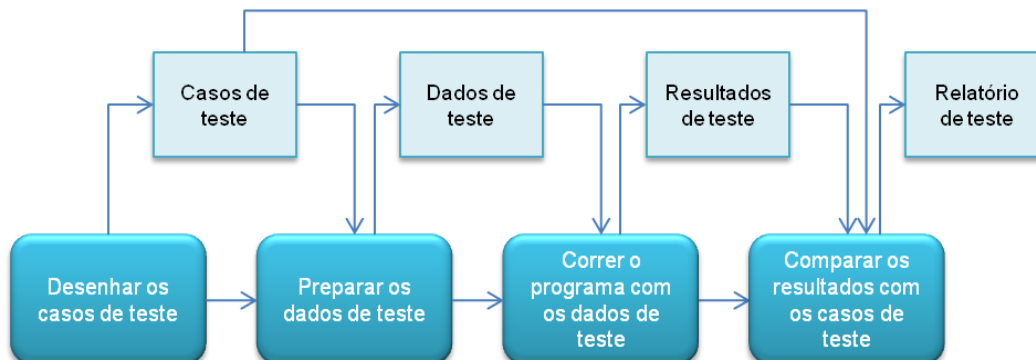 Casos de
teste
Dados de
teste
Resultados
de teste
Relatório
de teste
Desenhar os
casos de teste
Preparar os
dados de teste
Correr o
programa com
os dados de
teste
Comparar os
resultados com
os casos de
teste